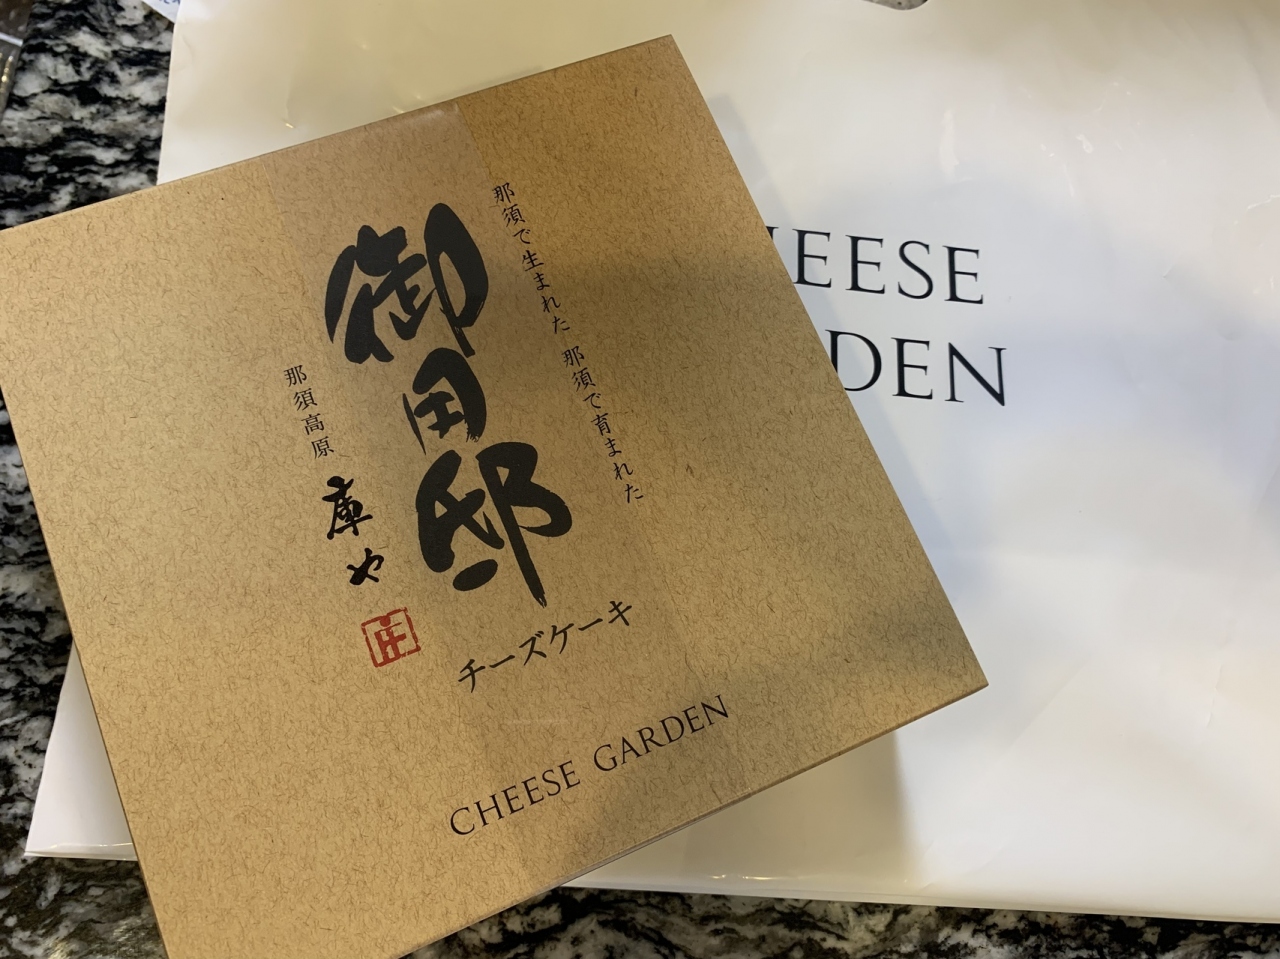 那須で生まれた 那須で育まれた
御用邸
那須高原
庫や
チーズケーキ
CHEESE GARDEN
HEESE
DEN